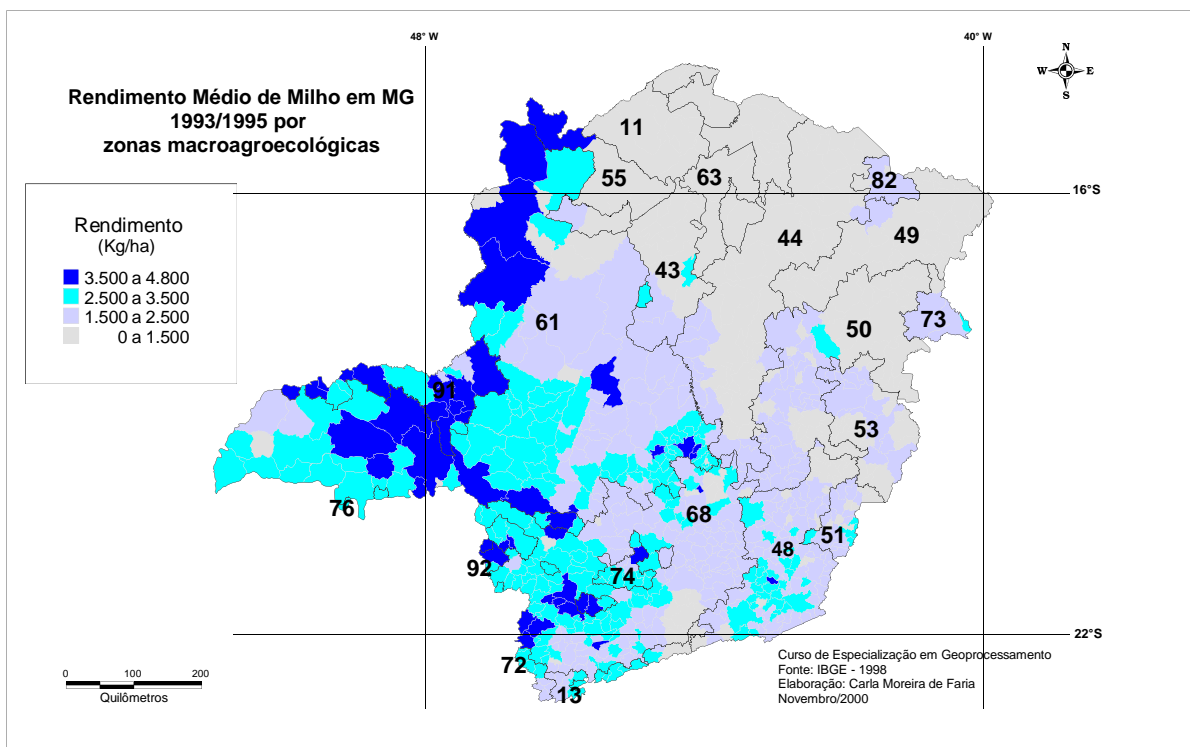 48° W
40° W
N
W E
S
Rendimento Médio de Milho em MG
1993/1995 por
zonas macroagroecológicas
11
55
63
82
16°S
Rendimento
(Kg/ha)
3.500 a 4.800
2.500 a 3.500
1.500 a 2.500
0 a 1.500
44
49
43
61
50
73
91
53
76
68
51
48
92
74
22°S
72
13
0 100 200
Quilômetros
Curso de Especialização em Geoprocessamento
Fonte: IBGE - 1998
Elaboração: Carla Moreira de Faria
Novembro/2000